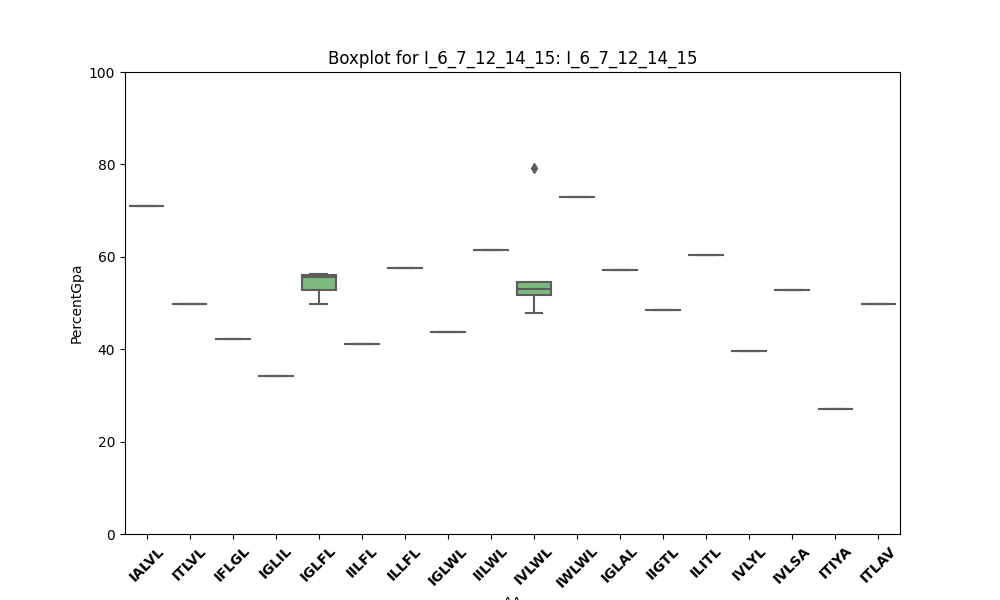 Boxplot for I_6_7_12_14_15: I_6_7_12_14_15
100
80
60
40
20
0
PercentGpa
IALVL
ITLVL
IFLGL
IGLIL
IGLFL
IILFL
ILLFL
IGLWL
IILWL
IVLWL
IWLWL
IGLAL
IIGTL
ILITL
IVLYL
IVLSA
ITIYA
ITLAV